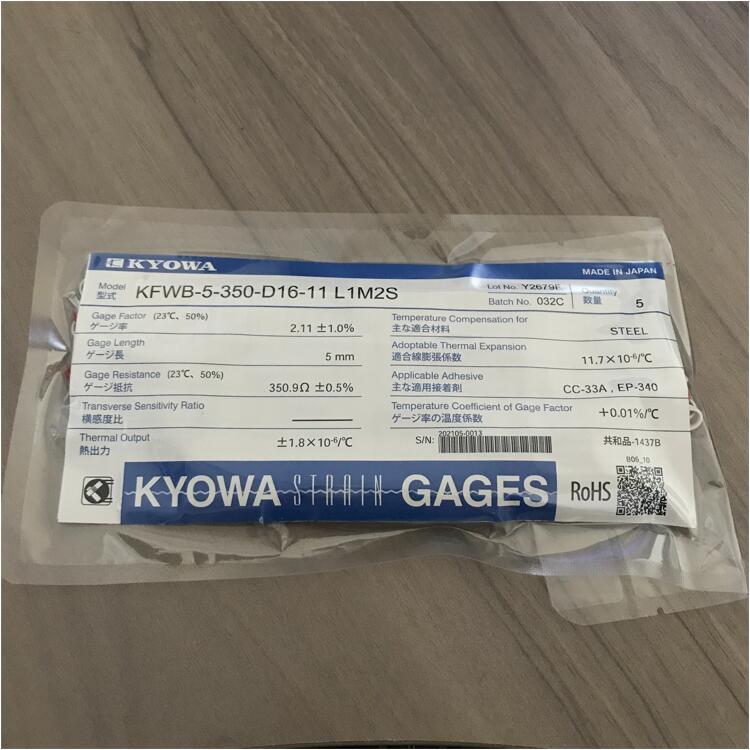 KYOWA
MADE IN JAPAN
Model
型式
KFWB-5-350-D16-11 L1M2S
Lot No. Y2679F
Batch No. 032C
Quantity
数量
5
Gage Factor (23℃, 50%)
ゲージ率
2.11 ±1.0%
Gage Length
ゲージ長
5 mm
Gage Resistance (23℃, 50%)
ゲージ抵抗
350.9Ω ±0.5%
Transverse Sensitivity Ratio
横感度比
Thermal Output
熱出力
±1.8×10⁻⁶/℃
Temperature Compensation for
主な適合材料
STEEL
Adoptable Thermal Expansion
適合線膨張係数
11.7×10⁻⁶/℃
Applicable Adhesive
主な適用接着剤
CC-33A , EP-340
Temperature Coefficient of Gage Factor
ゲージ率の温度係数
+0.01%/℃
S/N:
202105-0013
共和品-1437B
B06_10
KYOWA STRAIN GAGES
RoHS